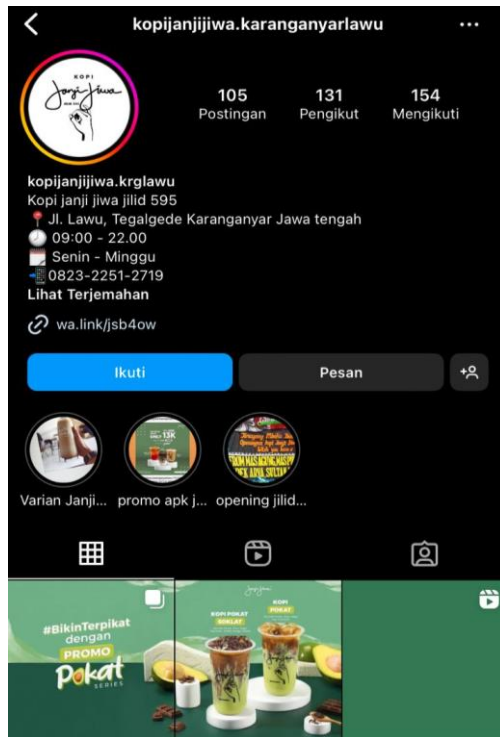 kopijanjijiwa.karanganyarlawu
KOPI
Janji Jiwa
105
131
154
Postingan
Pengikut
Mengikuti
kopijanjijiwa.krglawu
Kopi janji jiwa jilid 595
Jl. Lawu, Tegalgede Karanganyar Jawa tengah
09:00 - 22.00
Senin - Minggu
0823-2251-2719
Lihat Terjemahan
wa.link/jsb4ow
Ikuti
Pesan
13K
Varian Janji...
promo apk j...
opening jilid...
#BikinTerpikat
dengan
PROMO
Pokat
SERIES
KOPI POKAT
SOKLAT
KOPI
POKAT